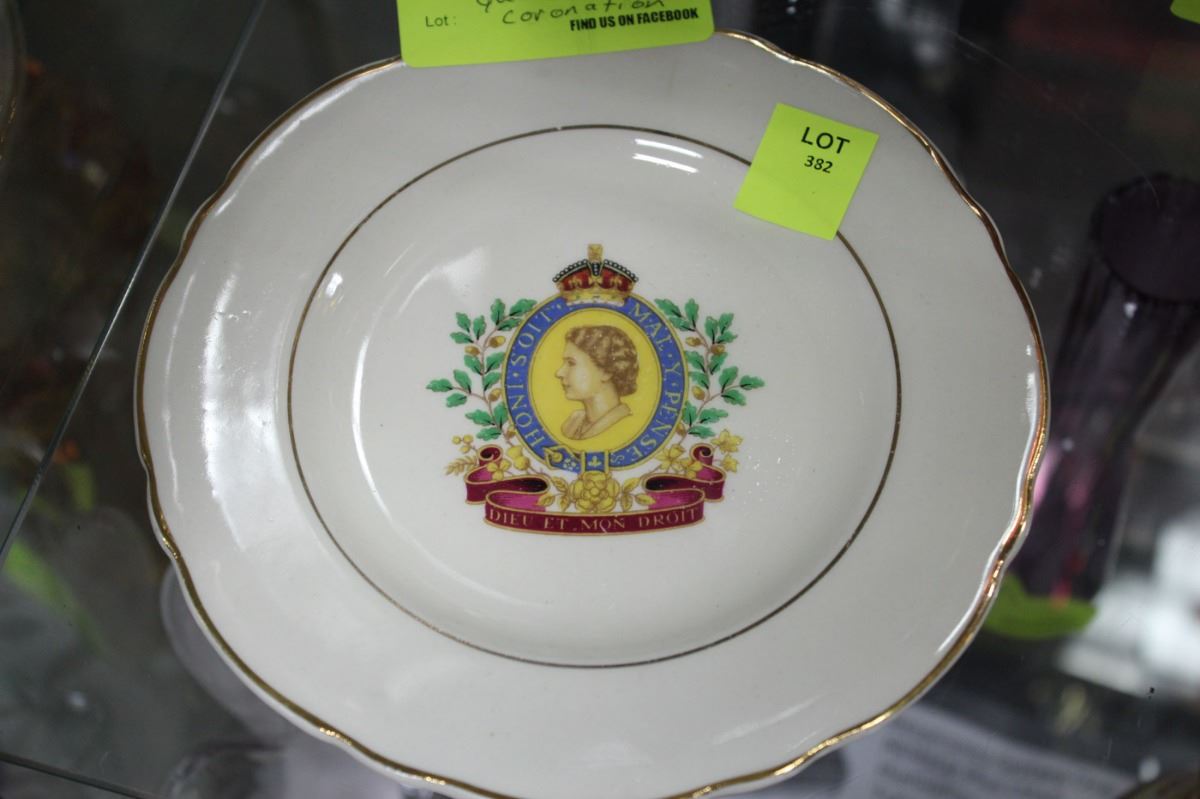 Lot : coronation
FIND US ON FACEBOOK
LOT
382
HONI · SOIT · MAL · Y · PENSE
DIEU ET MON DROIT